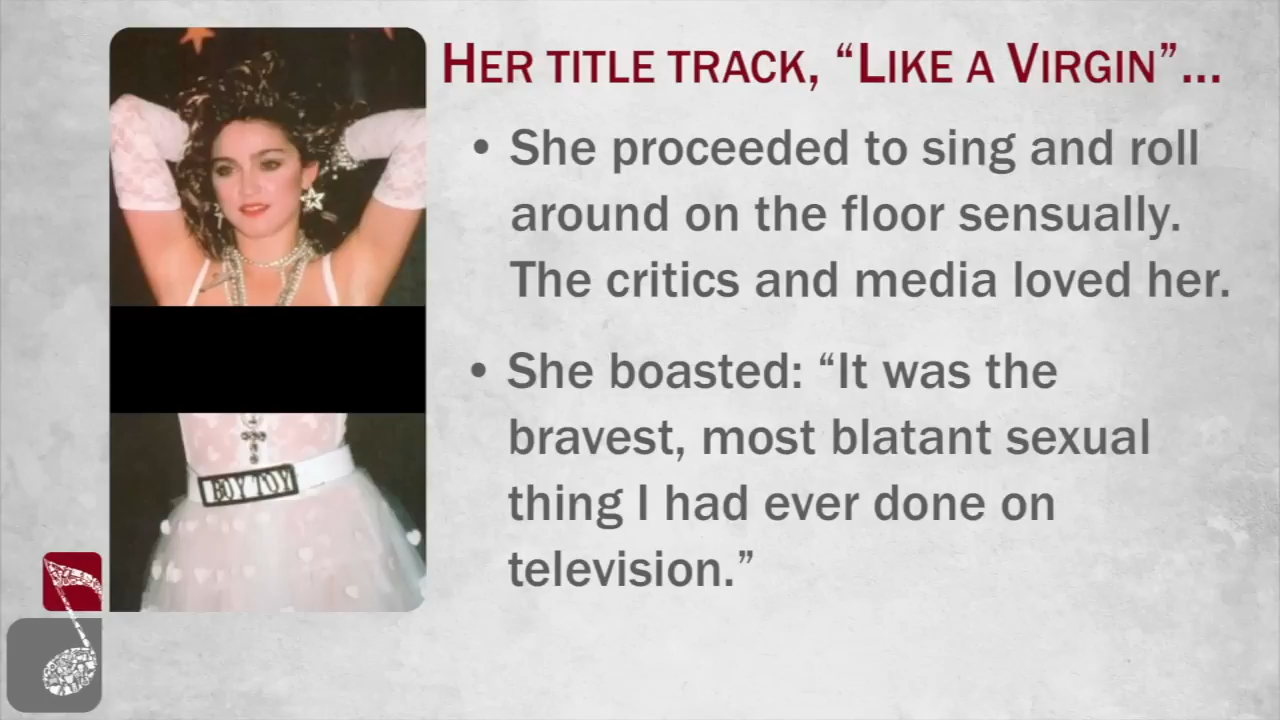 HER TITLE TRACK, “LIKE A VIRGIN”...
• She proceeded to sing and roll
around on the floor sensually.
The critics and media loved her.
• She boasted: “It was the
bravest, most blatant sexual
thing I had ever done on
television.”
BOY TOY